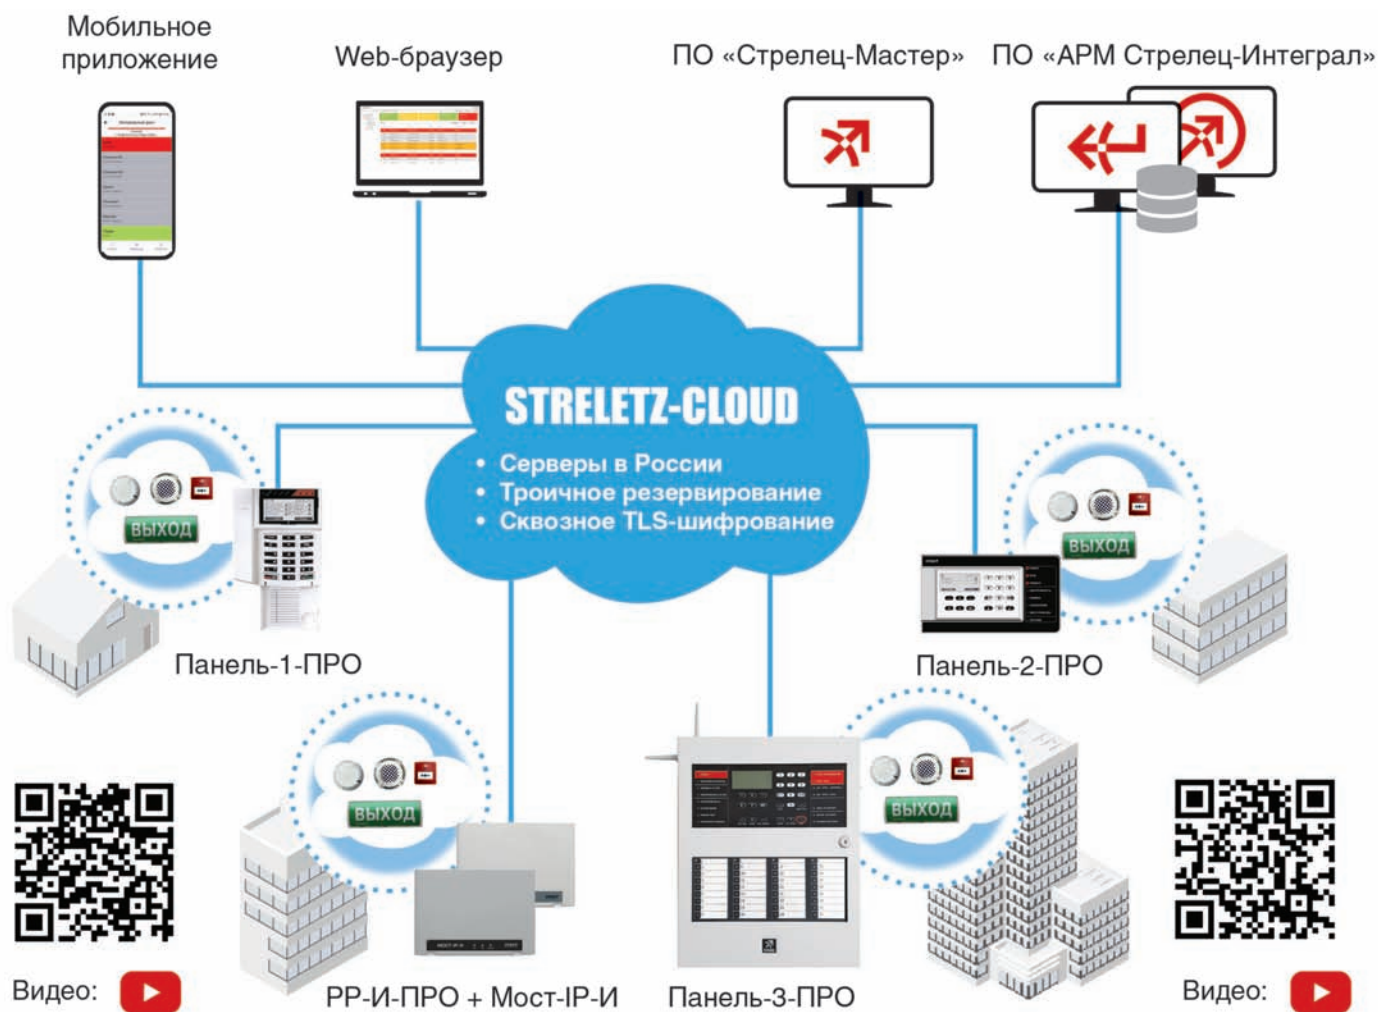 Мобильное
приложение
Web-браузер
ПО «Стрелец-Мастер»
ПО «АРМ Стрелец-Интеграл»
STRELETZ-CLOUD
• Серверы в России
• Троичное резервирование
• Сквозное TLS-шифрование
ВЫХОД
Панель-1-ПРО
ВЫХОД
Панель-2-ПРО
ВЫХОД
МОСТ-IP-И
РР-И-ПРО + Мост-IP-И
ВЫХОД
Панель-3-ПРО
Видео:
Видео: